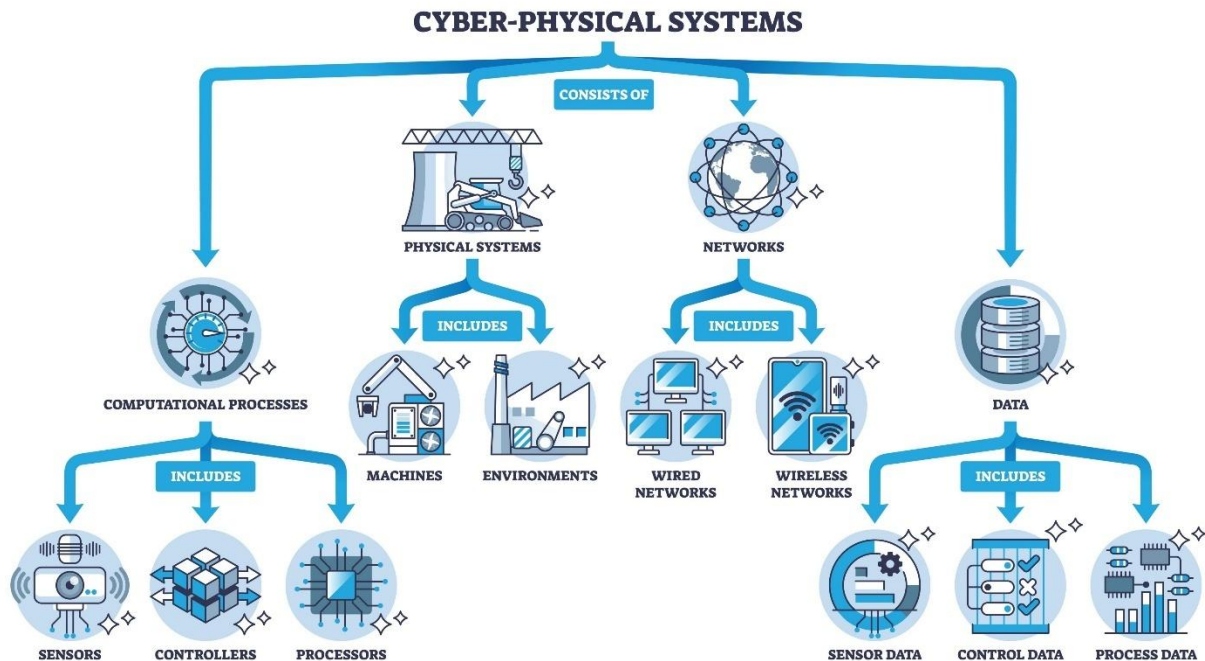 CYBER-PHYSICAL SYSTEMS
CONSISTS OF
PHYSICAL SYSTEMS
NETWORKS
INCLUDES
INCLUDES
COMPUTATIONAL PROCESSES
DATA
MACHINES
ENVIRONMENTS
WIRED
NETWORKS
WIRELESS
NETWORKS
INCLUDES
INCLUDES
SENSORS
CONTROLLERS
PROCESSORS
SENSOR DATA
CONTROL DATA
PROCESS DATA